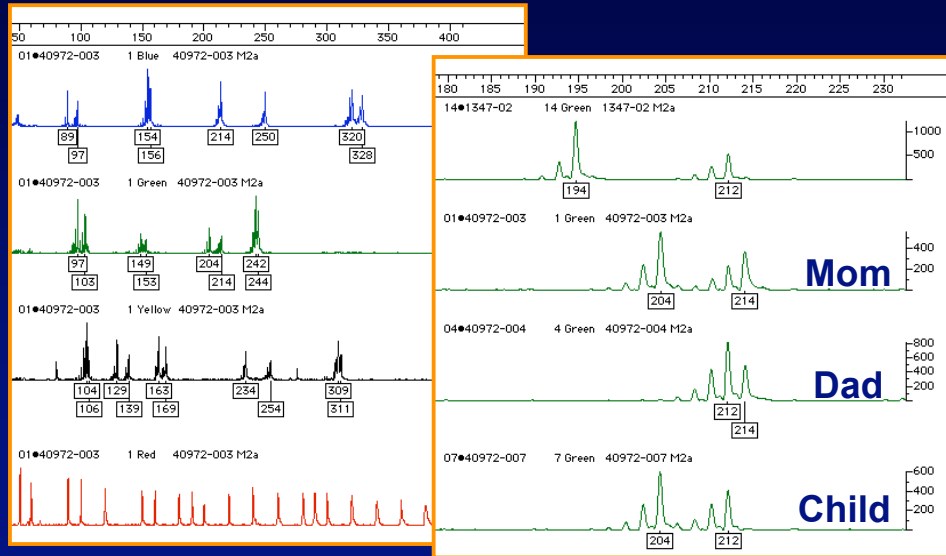 50 100 150 200 250 300 350 400
01●40972-003 1 Blue 40972-003 M2a
89 154 214 250 320
97 156 328
01●40972-003 1 Green 40972-003 M2a
97 149 204 242
103 153 214 244
01●40972-003 1 Yellow 40972-003 M2a
104 129 163 234 309
106 139 169 254 311
01●40972-003 1 Red 40972-003 M2a
180 185 190 195 200 205 210 215 220 225 230
14●1347-02 14 Green 1347-02 M2a
1000
500
194 212
01●40972-003 1 Green 40972-003 M2a
400
200
Mom
204 214
04●40972-004 4 Green 40972-004 M2a
800
600
400
200
Dad
212
214
07●40972-007 7 Green 40972-007 M2a
600
400
200
Child
204 212